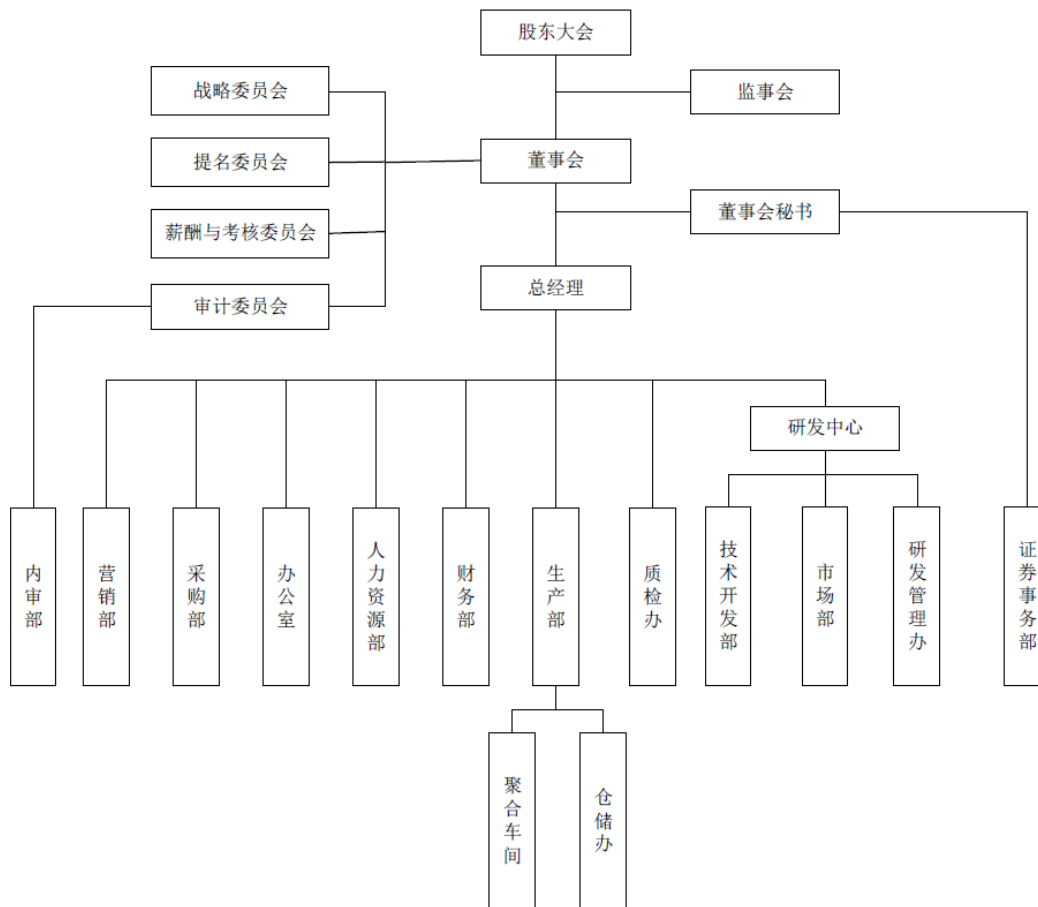 股东大会
战略委员会
监事会
提名委员会
董事会
董事会秘书
薪酬与考核委员会
总经理
审计委员会
研发中心
内审部
营销部
采购部
办公室
人力资源部
财务部
生产部
质检办
技术开发部
市场部
研发管理办
证券事务部
聚合车间
仓储办